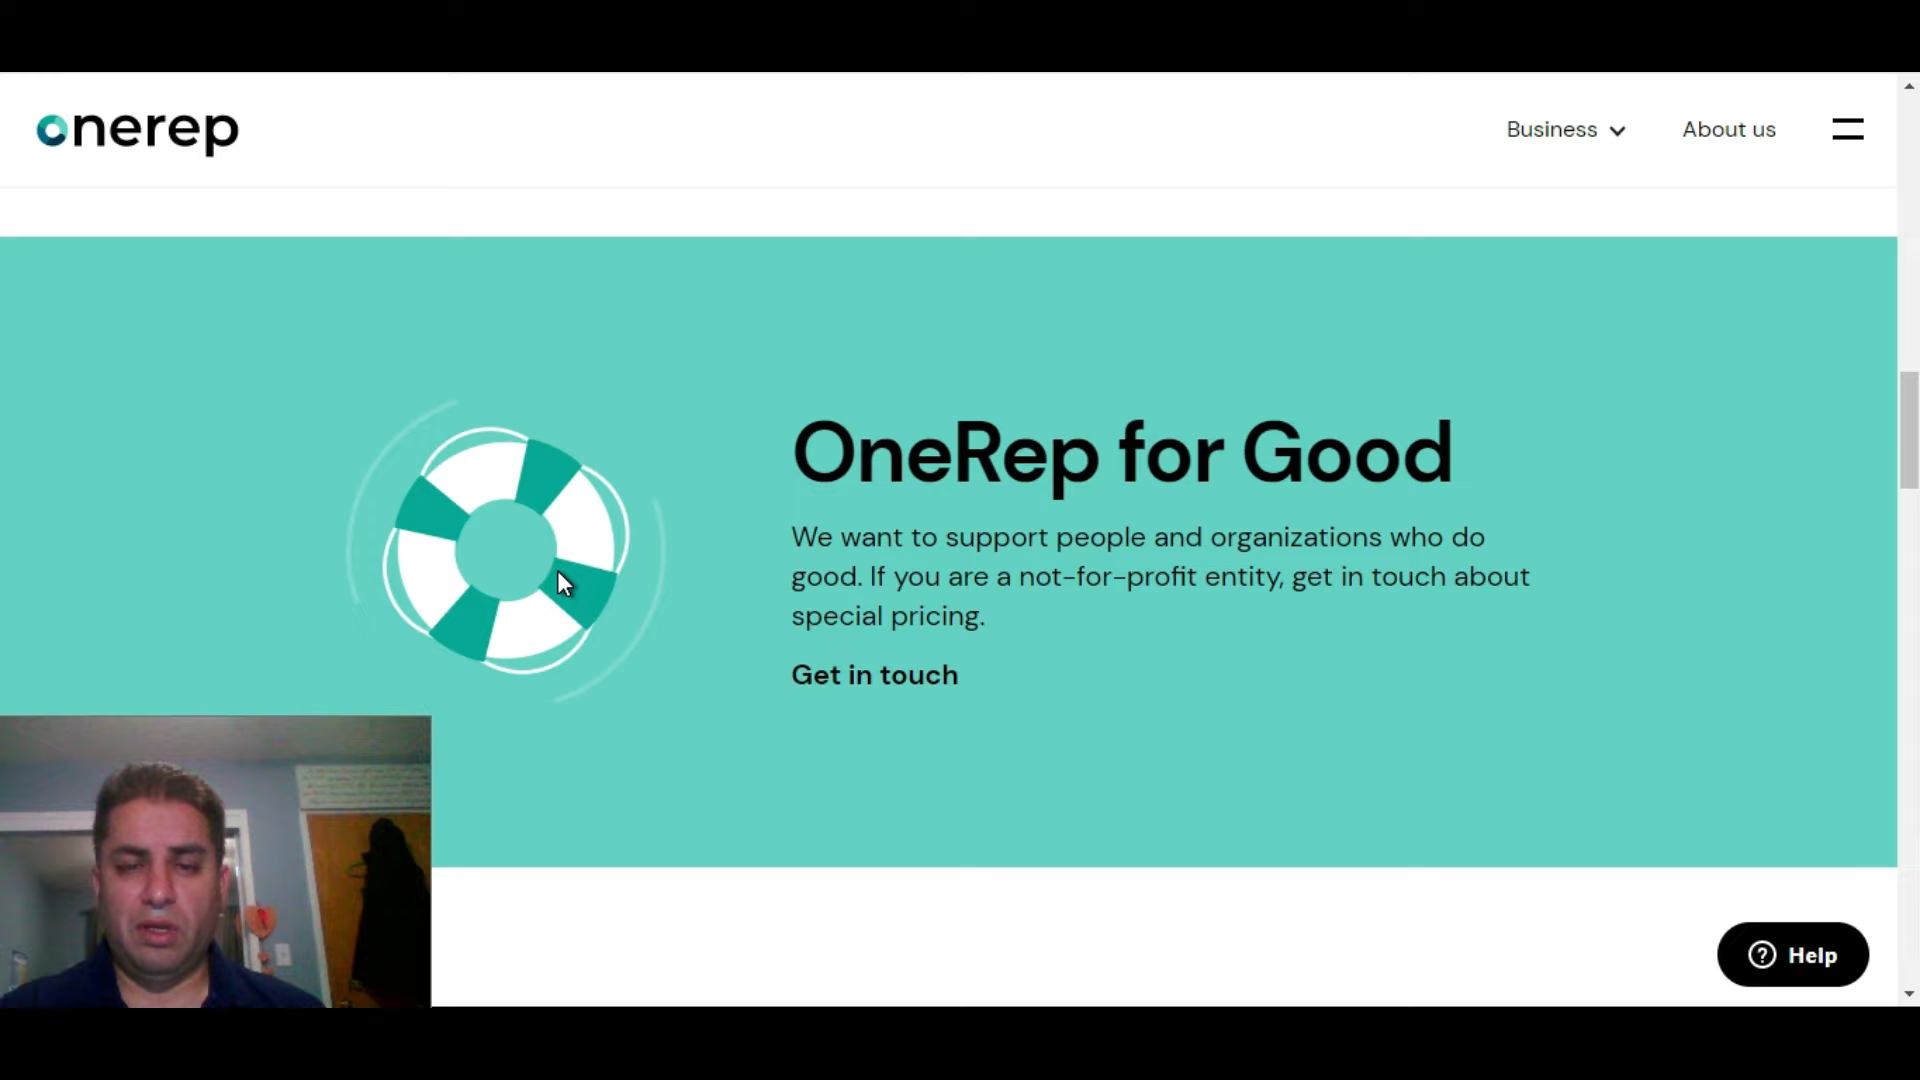 onerep
Business
About us
OneRep for Good
We want to support people and organizations who do
good. If you are a not-for-profit entity, get in touch about
special pricing.
Get in touch
Help